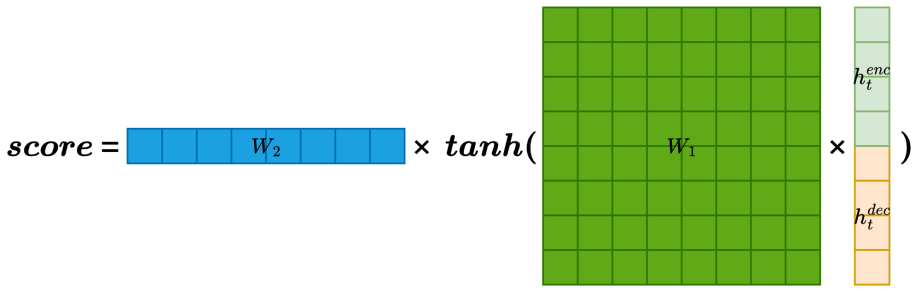 score = W₂ × tanh( W₁ × h_t^{enc} h_t^{dec} )